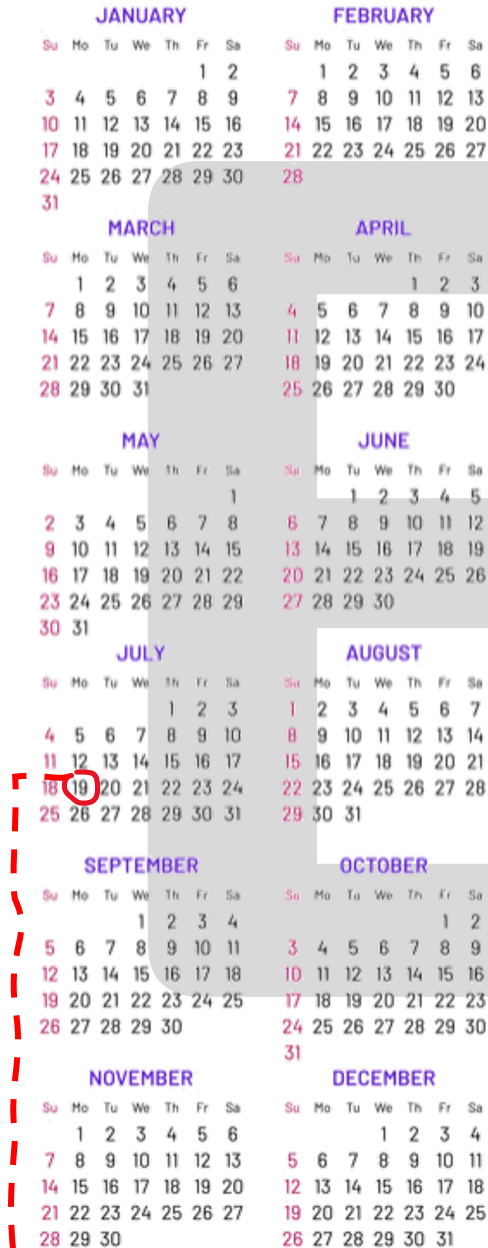 JANUARY FEBRUARY
Su Mo Tu We Th Fr Sa Su Mo Tu We Th Fr Sa
1 2 1 2 3 4 5 6
3 4 5 6 7 8 9 7 8 9 10 11 12 13
10 11 12 13 14 15 16 14 15 16 17 18 19 20
17 18 19 20 21 22 23 21 22 23 24 25 26 27
24 25 26 27 28 29 30 28
31
MARCH APRIL
Su Mo Tu We Th Fr Sa Su Mo Tu We Th Fr Sa
1 2 3 4 5 6 1 2 3
7 8 9 10 11 12 13 4 5 6 7 8 9 10
14 15 16 17 18 19 20 11 12 13 14 15 16 17
21 22 23 24 25 26 27 18 19 20 21 22 23 24
28 29 30 31 25 26 27 28 29 30
MAY JUNE
Su Mo Tu We Th Fr Sa Su Mo Tu We Th Fr Sa
1 1 2 3 4 5
2 3 4 5 6 7 8 6 7 8 9 10 11 12
9 10 11 12 13 14 15 13 14 15 16 17 18 19
16 17 18 19 20 21 22 20 21 22 23 24 25 26
23 24 25 26 27 28 29 27 28 29 30
30 31
JULY AUGUST
Su Mo Tu We Th Fr Sa Su Mo Tu We Th Fr Sa
1 2 3 1 2 3 4 5 6 7
4 5 6 7 8 9 10 8 9 10 11 12 13 14
11 12 13 14 15 16 17 15 16 17 18 19 20 21
18 19 20 21 22 23 24 22 23 24 25 26 27 28
25 26 27 28 29 30 31 29 30 31
SEPTEMBER OCTOBER
Su Mo Tu We Th Fr Sa Su Mo Tu We Th Fr Sa
1 2 3 4 1 2
5 6 7 8 9 10 11 3 4 5 6 7 8 9
12 13 14 15 16 17 18 10 11 12 13 14 15 16
19 20 21 22 23 24 25 17 18 19 20 21 22 23
26 27 28 29 30 24 25 26 27 28 29 30
31
NOVEMBER DECEMBER
Su Mo Tu We Th Fr Sa Su Mo Tu We Th Fr Sa
1 2 3 4 5 6 1 2 3 4
7 8 9 10 11 12 13 5 6 7 8 9 10 11
14 15 16 17 18 19 20 12 13 14 15 16 17 18
21 22 23 24 25 26 27 19 20 21 22 23 24 25
28 29 30 26 27 28 29 30 31